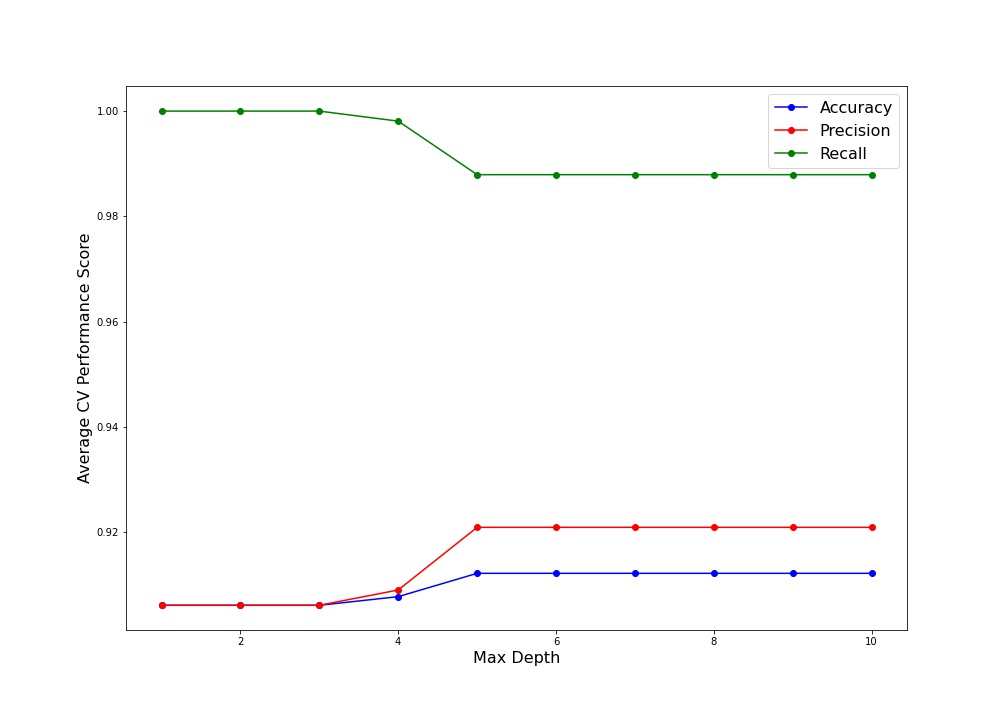 Accuracy
Precision
Recall
1.00
0.98
0.96
0.94
0.92
Average CV Performance Score
2
4
6
8
10
Max Depth